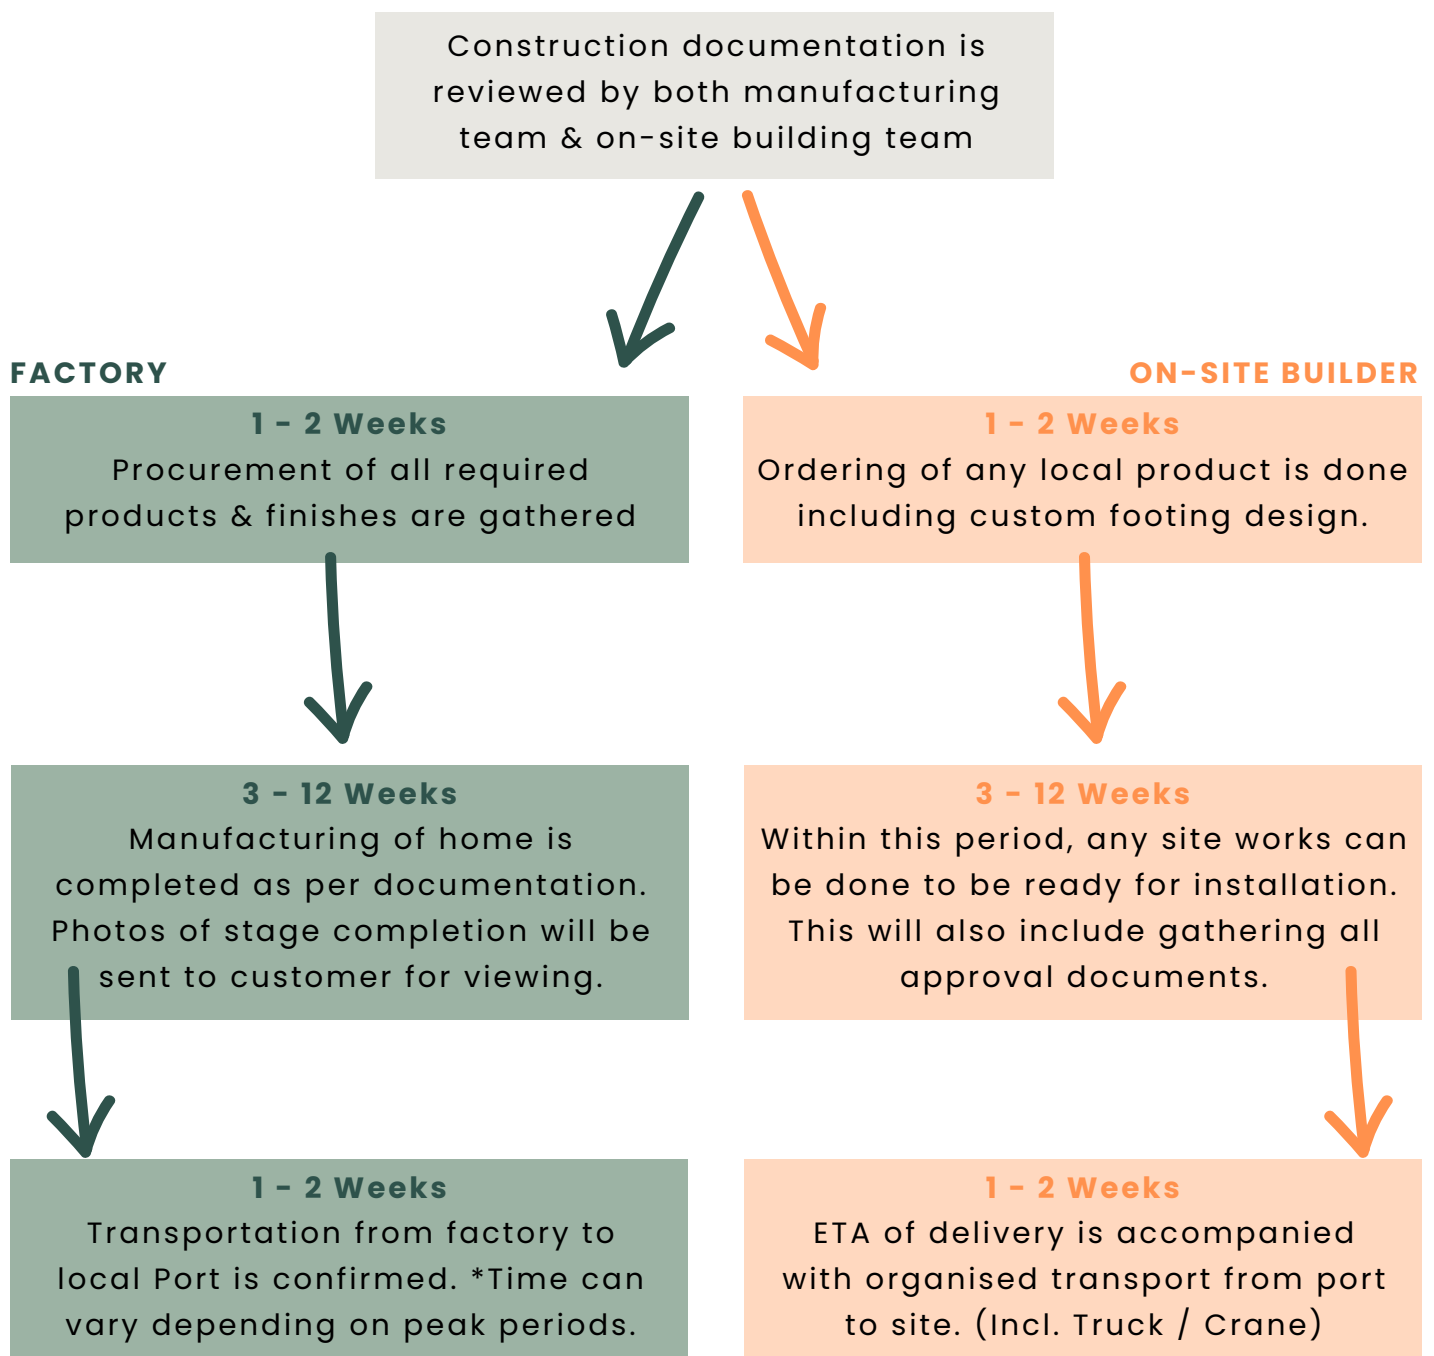 Construction documentation is
reviewed by both manufacturing
team & on-site building team
FACTORY
1 - 2 Weeks
Procurement of all required
products & finishes are gathered
3 - 12 Weeks
Manufacturing of home is
completed as per documentation.
Photos of stage completion will be
sent to customer for viewing.
1 - 2 Weeks
Transportation from factory to
local Port is confirmed. *Time can
vary depending on peak periods.
ON-SITE BUILDER
1 - 2 Weeks
Ordering of any local product is done
including custom footing design.
3 - 12 Weeks
Within this period, any site works can
be done to be ready for installation.
This will also include gathering all
approval documents.
1 - 2 Weeks
ETA of delivery is accompanied
with organised transport from port
to site. (Incl. Truck / Crane)